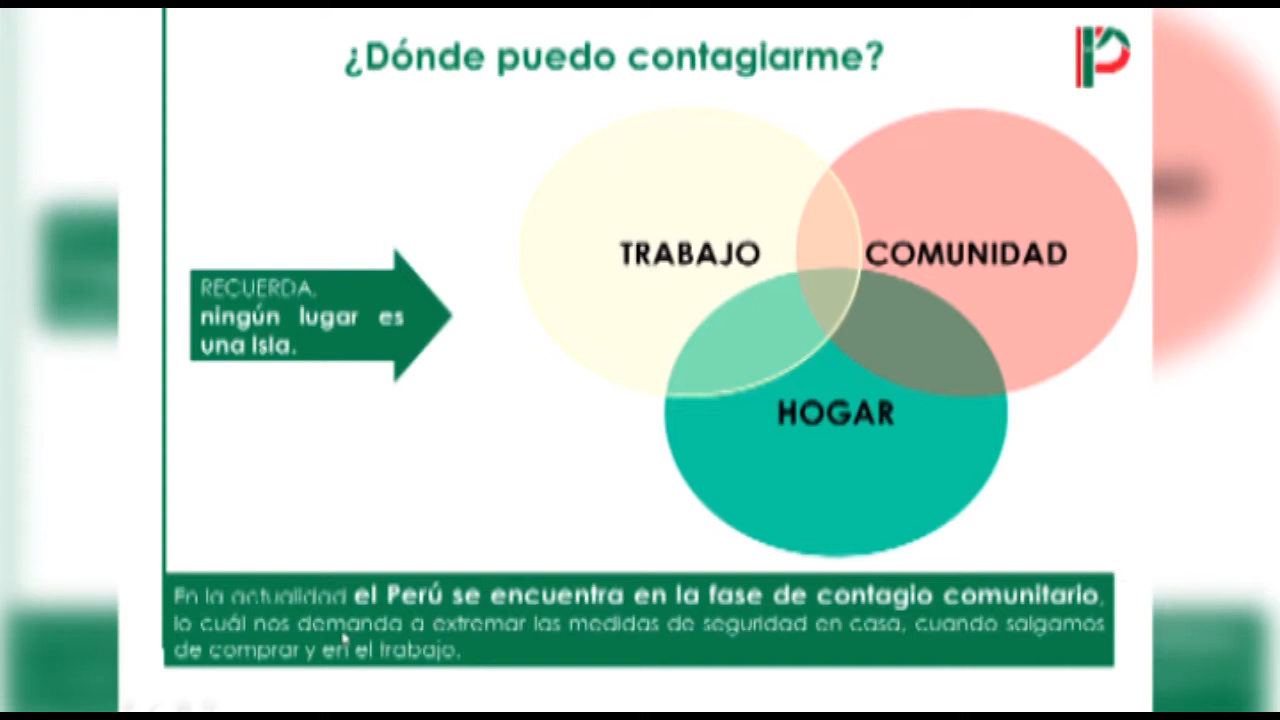 ¿Dónde puedo contagiarme?
TRABAJO
COMUNIDAD
RECUERDA,
ningún lugar es
una isla.
HOGAR
En la actualidad el Perú se encuentra en la fase de contagio comunitario,
lo cuál nos demanda a extremar las medidas de seguridad en casa, cuando salgamos
de comprar y en el trabajo.